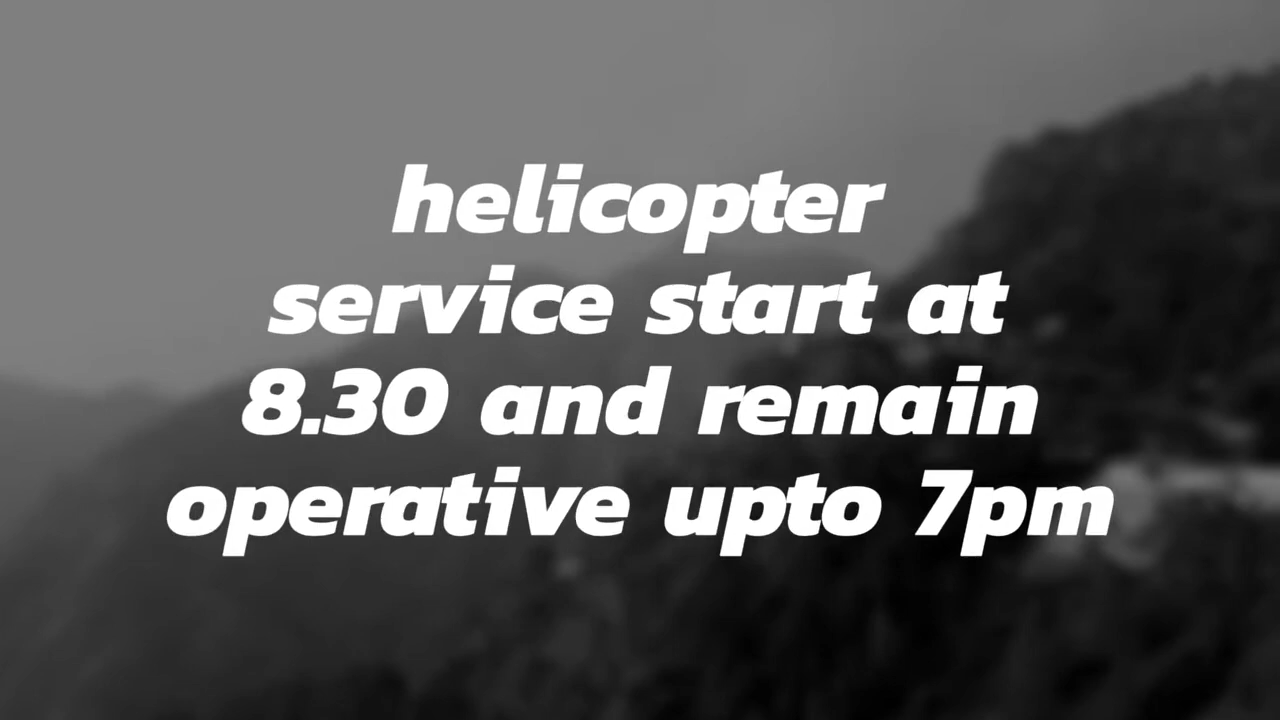 helicopter
service start at
8.30 and remain
operative upto 7pm